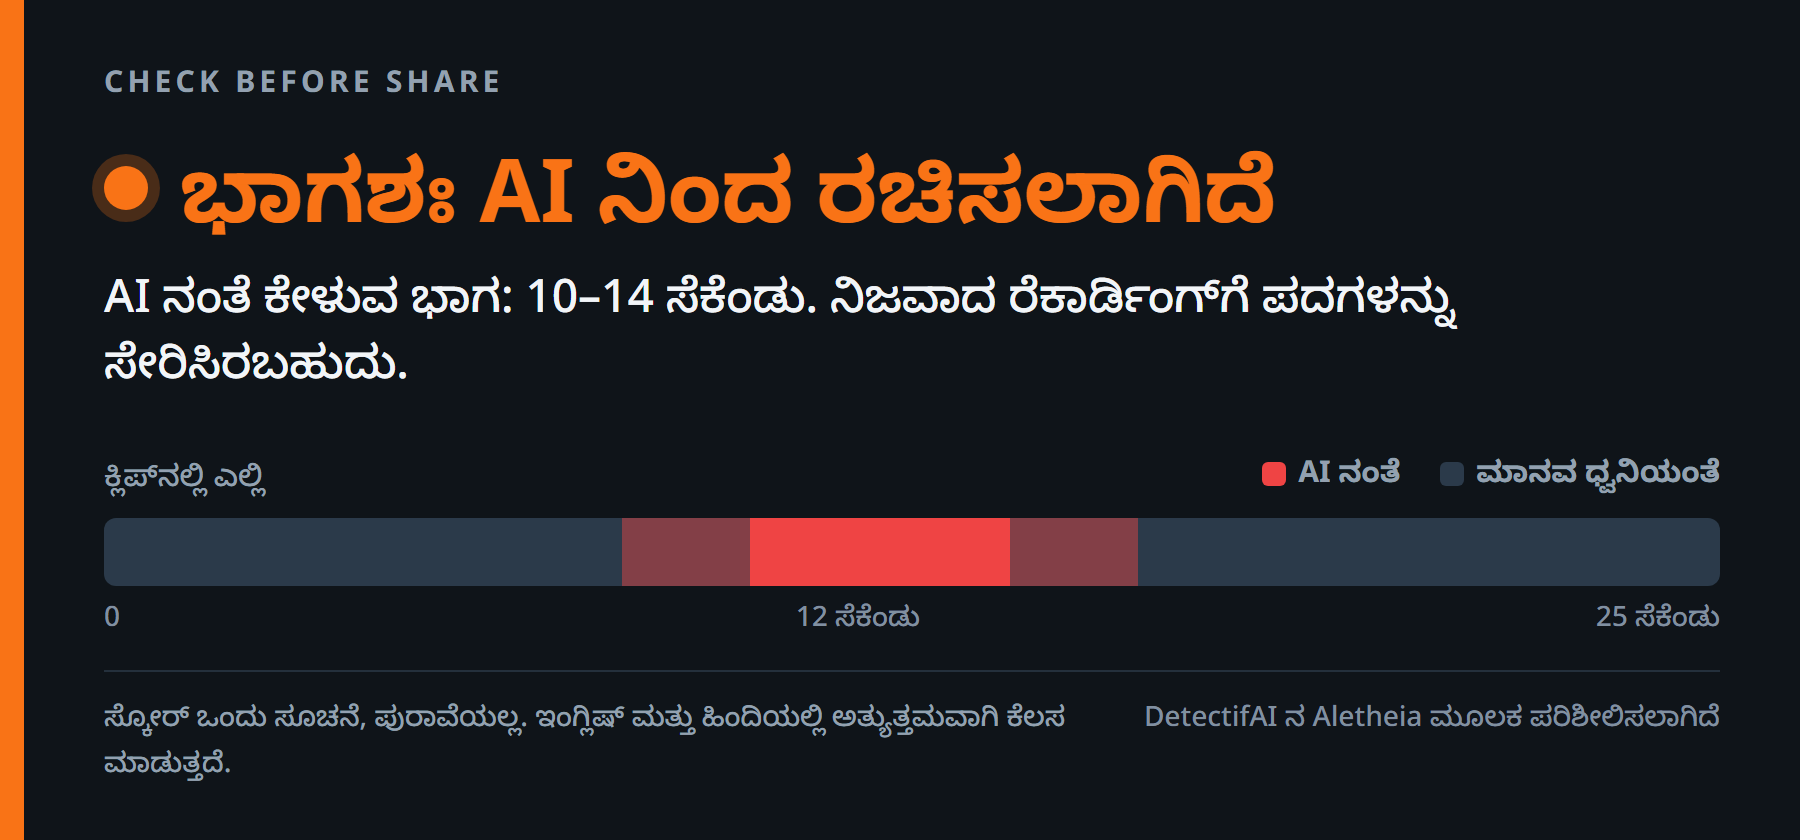 CHECK BEFORE SHARE
ಭಾಗಶಃ AI ನಿಂದ ರಚಿಸಲಾಗಿದೆ
AI ನಂತೆ ಕೇಳುವ ಭಾಗ: 10–14 ಸೆಕೆಂಡು. ನಿಜವಾದ ರೆಕಾರ್ಡಿಂಗ್‌ಗೆ ಪದಗಳನ್ನು
ಸೇರಿಸಿರಬಹುದು.
ಕ್ಲಿಪ್‌ನಲ್ಲಿ ಎಲ್ಲಿ
AI ನಂತೆ
ಮಾನವ ಧ್ವನಿಯಂತೆ
0
12 ಸೆಕೆಂಡು
25 ಸೆಕೆಂಡು
ಸ್ಕೋರ್ ಒಂದು ಸೂಚನೆ, ಪುರಾವೆಯಲ್ಲ. ಇಂಗ್ಲಿಷ್ ಮತ್ತು ಹಿಂದಿಯಲ್ಲಿ ಅತ್ಯುತ್ತಮವಾಗಿ ಕೆಲಸ
ಮಾಡುತ್ತದೆ.
DetectifAI ನ Aletheia ಮೂಲಕ ಪರಿಶೀಲಿಸಲಾಗಿದೆ